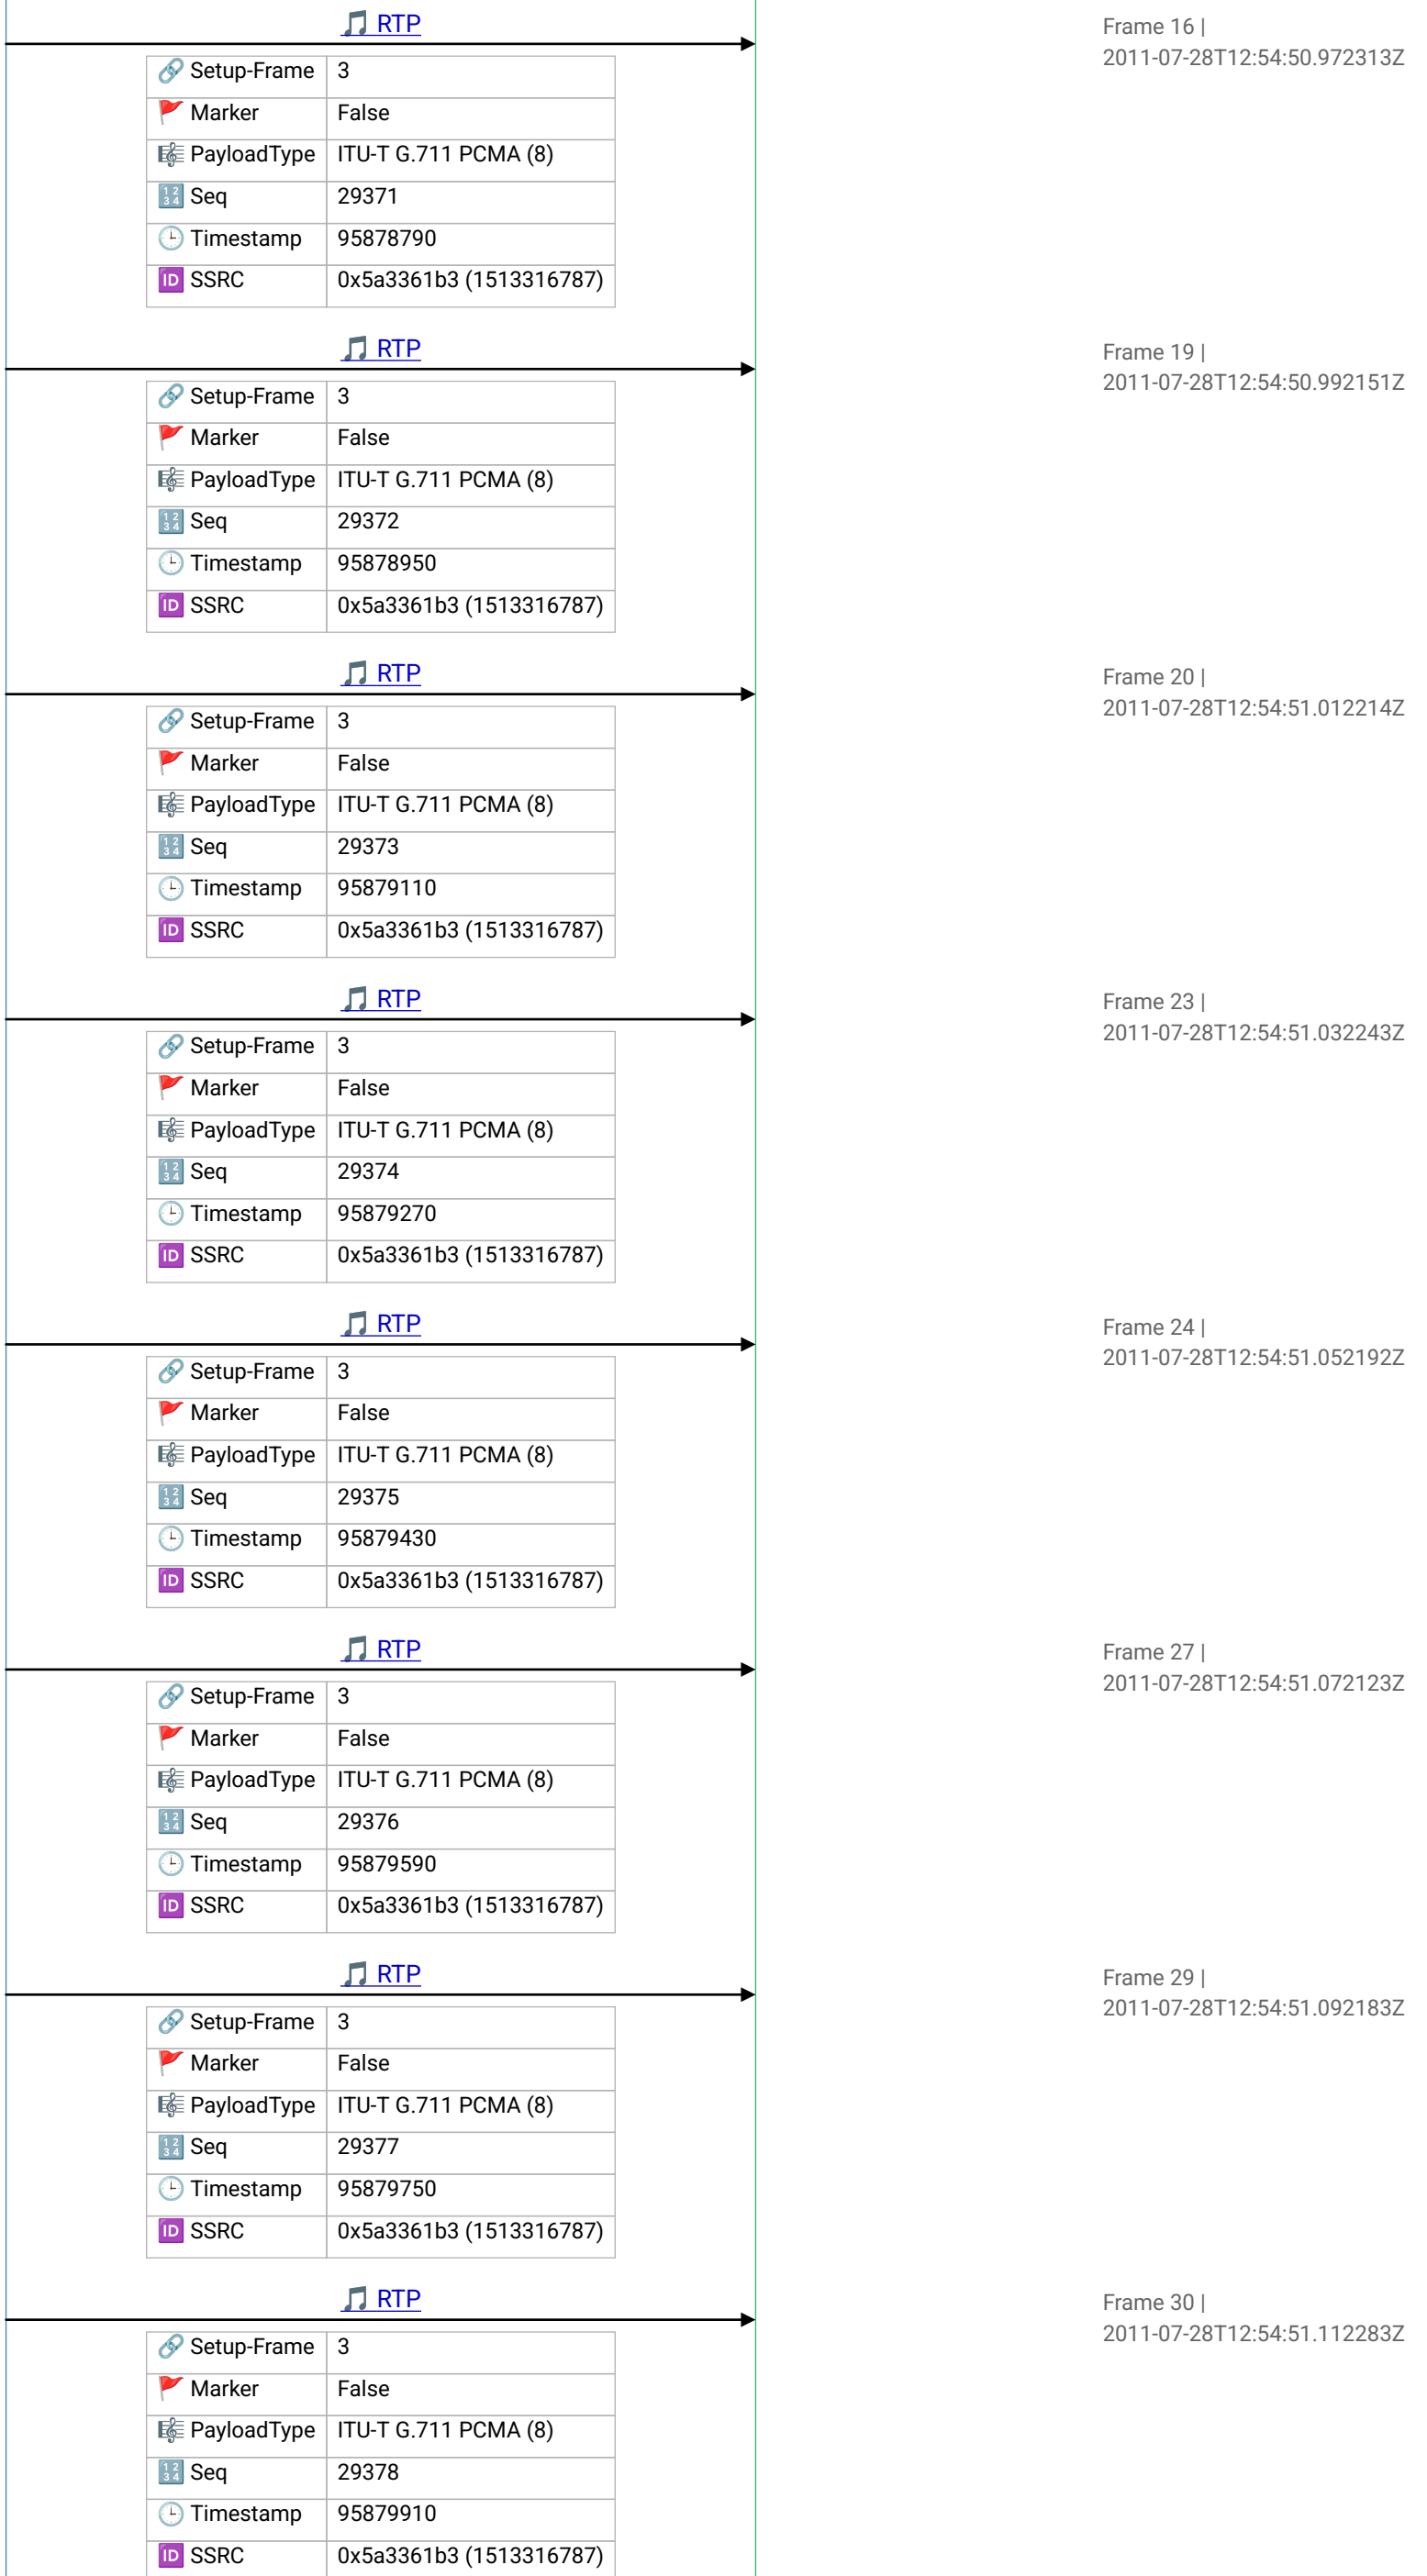 RTP
Frame 16 |
2011-07-28T12:54:50.972313Z
Setup-Frame 3
Marker False
PayloadType ITU-T G.711 PCMA (8)
Seq 29371
Timestamp 95878790
SSRC 0x5a3361b3 (1513316787)
RTP
Frame 19 |
2011-07-28T12:54:50.992151Z
Setup-Frame 3
Marker False
PayloadType ITU-T G.711 PCMA (8)
Seq 29372
Timestamp 95878950
SSRC 0x5a3361b3 (1513316787)
RTP
Frame 20 |
2011-07-28T12:54:51.012214Z
Setup-Frame 3
Marker False
PayloadType ITU-T G.711 PCMA (8)
Seq 29373
Timestamp 95879110
SSRC 0x5a3361b3 (1513316787)
RTP
Frame 23 |
2011-07-28T12:54:51.032243Z
Setup-Frame 3
Marker False
PayloadType ITU-T G.711 PCMA (8)
Seq 29374
Timestamp 95879270
SSRC 0x5a3361b3 (1513316787)
RTP
Frame 24 |
2011-07-28T12:54:51.052192Z
Setup-Frame 3
Marker False
PayloadType ITU-T G.711 PCMA (8)
Seq 29375
Timestamp 95879430
SSRC 0x5a3361b3 (1513316787)
RTP
Frame 27 |
2011-07-28T12:54:51.072123Z
Setup-Frame 3
Marker False
PayloadType ITU-T G.711 PCMA (8)
Seq 29376
Timestamp 95879590
SSRC 0x5a3361b3 (1513316787)
RTP
Frame 29 |
2011-07-28T12:54:51.092183Z
Setup-Frame 3
Marker False
PayloadType ITU-T G.711 PCMA (8)
Seq 29377
Timestamp 95879750
SSRC 0x5a3361b3 (1513316787)
RTP
Frame 30 |
2011-07-28T12:54:51.112283Z
Setup-Frame 3
Marker False
PayloadType ITU-T G.711 PCMA (8)
Seq 29378
Timestamp 95879910
SSRC 0x5a3361b3 (1513316787)